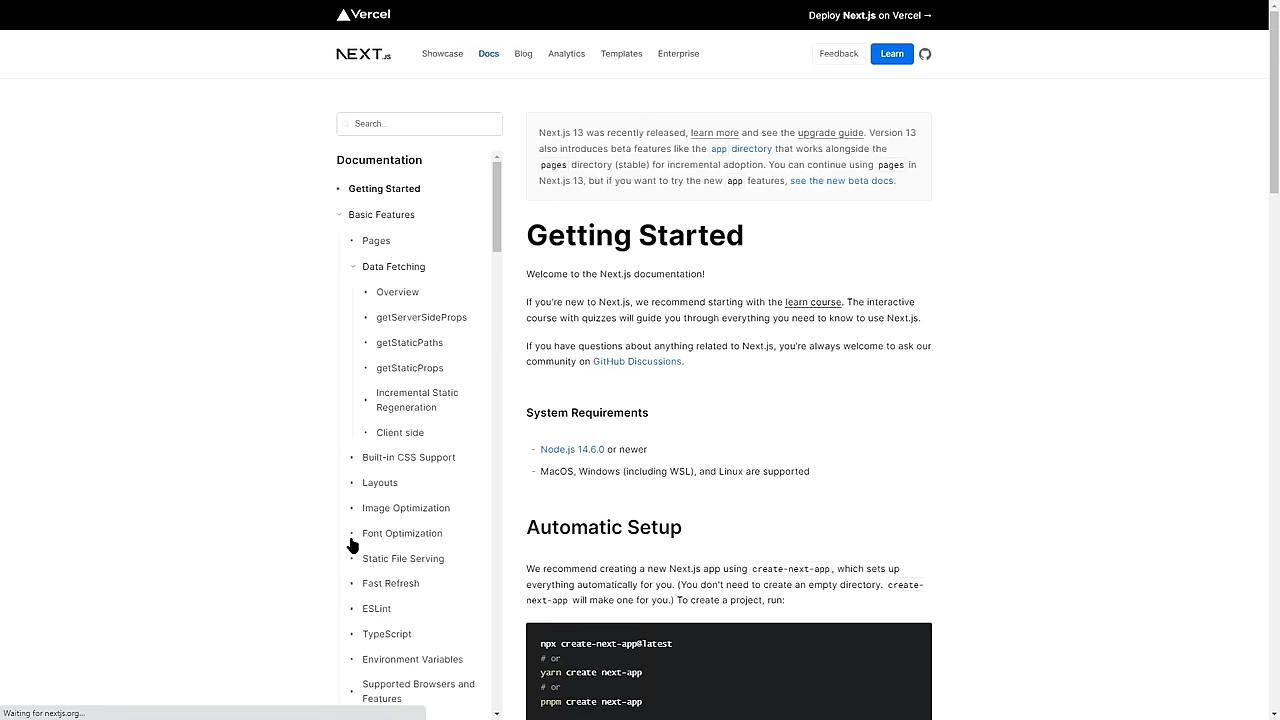 Vercel
Deploy Next.js on Vercel →
NEXT.JS
Showcase
Docs
Blog
Analytics
Templates
Enterprise
Feedback
Learn
Search...
Documentation
Getting Started
Basic Features
Pages
Data Fetching
Overview
getServerSideProps
getStaticPaths
getStaticProps
Incremental Static
Regeneration
Client side
Built-in CSS Support
Layouts
Image Optimization
Font Optimization
Static File Serving
Fast Refresh
ESLint
TypeScript
Environment Variables
Supported Browsers and
Features
Next.js 13 was recently released, learn more and see the upgrade guide. Version 13
also introduces beta features like the app directory that works alongside the
pages directory (stable) for incremental adoption. You can continue using pages in
Next.js 13, but if you want to try the new app features, see the new beta docs.
Getting Started
Welcome to the Next.js documentation!
If you're new to Next.js, we recommend starting with the learn course. The interactive
course with quizzes will guide you through everything you need to know to use Next.js.
If you have questions about anything related to Next.js, you're always welcome to ask our
community on GitHub Discussions.
System Requirements
- Node.js 14.6.0 or newer
- MacOS, Windows (including WSL), and Linux are supported
Automatic Setup
We recommend creating a new Next.js app using create-next-app, which sets up
everything automatically for you. (You don't need to create an empty directory. create-
next-app will make one for you.) To create a project, run:
npx create-next-app@latest
# or
yarn create next-app
# or
pnpm create next-app
Waiting for nextjs.org...